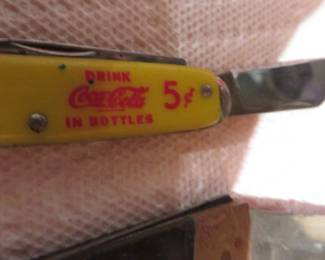 DRINK
Coca-Cola 5¢
IN BOTTLES